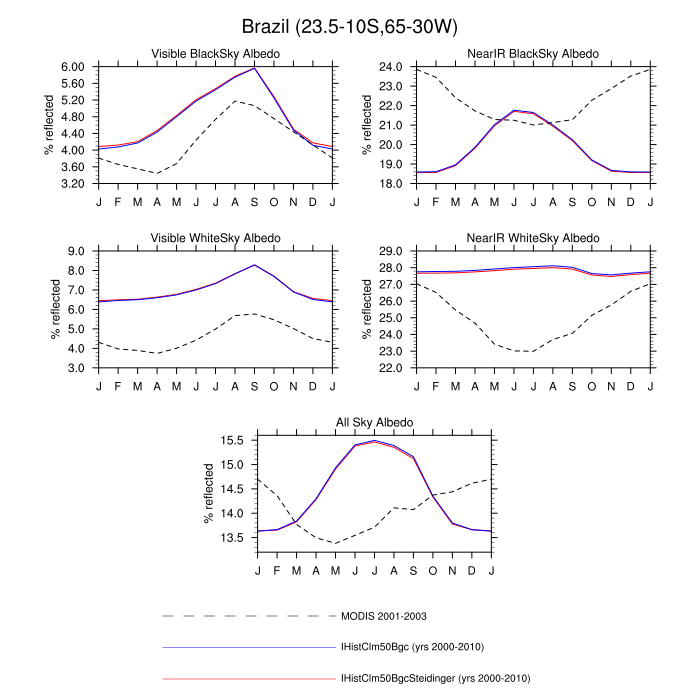 Brazil (23.5-10S,65-30W)
Visible BlackSky Albedo
% reflected
6.00
5.60
5.20
4.80
4.40
4.00
3.60
3.20
J F M A M J J A S O N D J
NearIR BlackSky Albedo
% reflected
24.0
23.0
22.0
21.0
20.0
19.0
18.0
J F M A M J J A S O N D J
Visible WhiteSky Albedo
% reflected
9.0
8.0
7.0
6.0
5.0
4.0
3.0
J F M A M J J A S O N D J
NearIR WhiteSky Albedo
% reflected
29.0
28.0
27.0
26.0
25.0
24.0
23.0
22.0
J F M A M J J A S O N D J
All Sky Albedo
% reflected
15.5
15.0
14.5
14.0
13.5
J F M A M J J A S O N D J
MODIS 2001-2003
IHistClm50Bgc (yrs 2000-2010)
IHistClm50BgcSteidinger (yrs 2000-2010)